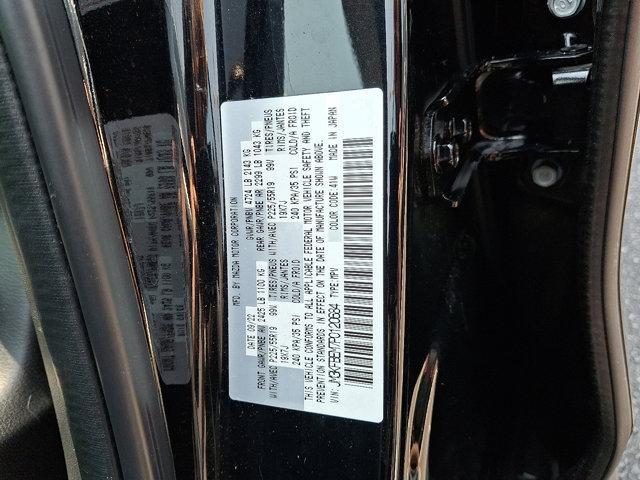 MFD. BY MAZDA MOTOR CORPORATION
DATE 09/22 GVWR/PNBV 4724 LB 2143 KG
FRONT GAWR/PNBE AV 2425 LB 1100 KG REAR GAWR/PNBE AR 2299 LB 1043 KG
WITH/AVEC P225/55R19 99V TIRES/PNEUS WITH/AVEC P225/55R19 99V TIRES/PNEUS
19X7J RIMS/JANTES 19X7J RIMS/JANTES
240 KPA/35 PSI COLD/A FROID 240 KPA/35 PSI COLD/A FROID
THIS VEHICLE CONFORMS TO ALL APPLICABLE FEDERAL MOTOR VEHICLE SAFETY AND THEFT
PREVENTION STANDARDS IN EFFECT ON THE DATE OF MANUFACTURE SHOWN ABOVE.
VIN: JM3KFBEM7P0120684 TYPE:MPV COLOR CODE:41W MADE IN JAPAN